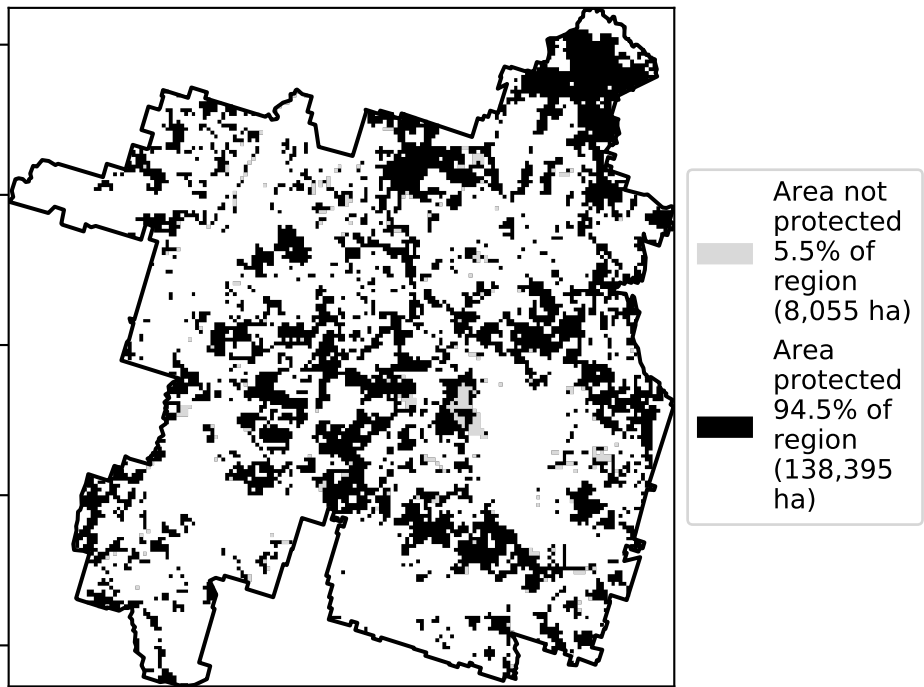 Area not
protected
5.5% of
region
(8,055 ha)
Area
protected
94.5% of
region
(138,395
ha)